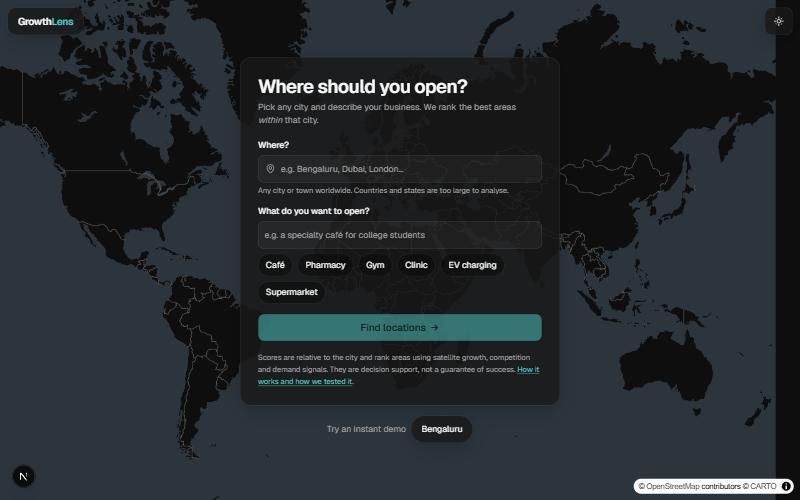 GrowthLens
Where should you open?
Pick any city and describe your business. We rank the best areas
within that city.
Where?
e.g. Bengaluru, Dubai, London...
Any city or town worldwide. Countries and states are too large to analyse.
What do you want to open?
e.g. a specialty café for college students
Café Pharmacy Gym Clinic EV charging
Supermarket
Find locations →
Scores are relative to the city and rank areas using satellite growth, competition
and demand signals. They are decision support, not a guarantee of success. How it
works and how we tested it.
Try an instant demo Bengaluru
N
© OpenStreetMap contributors © CARTO